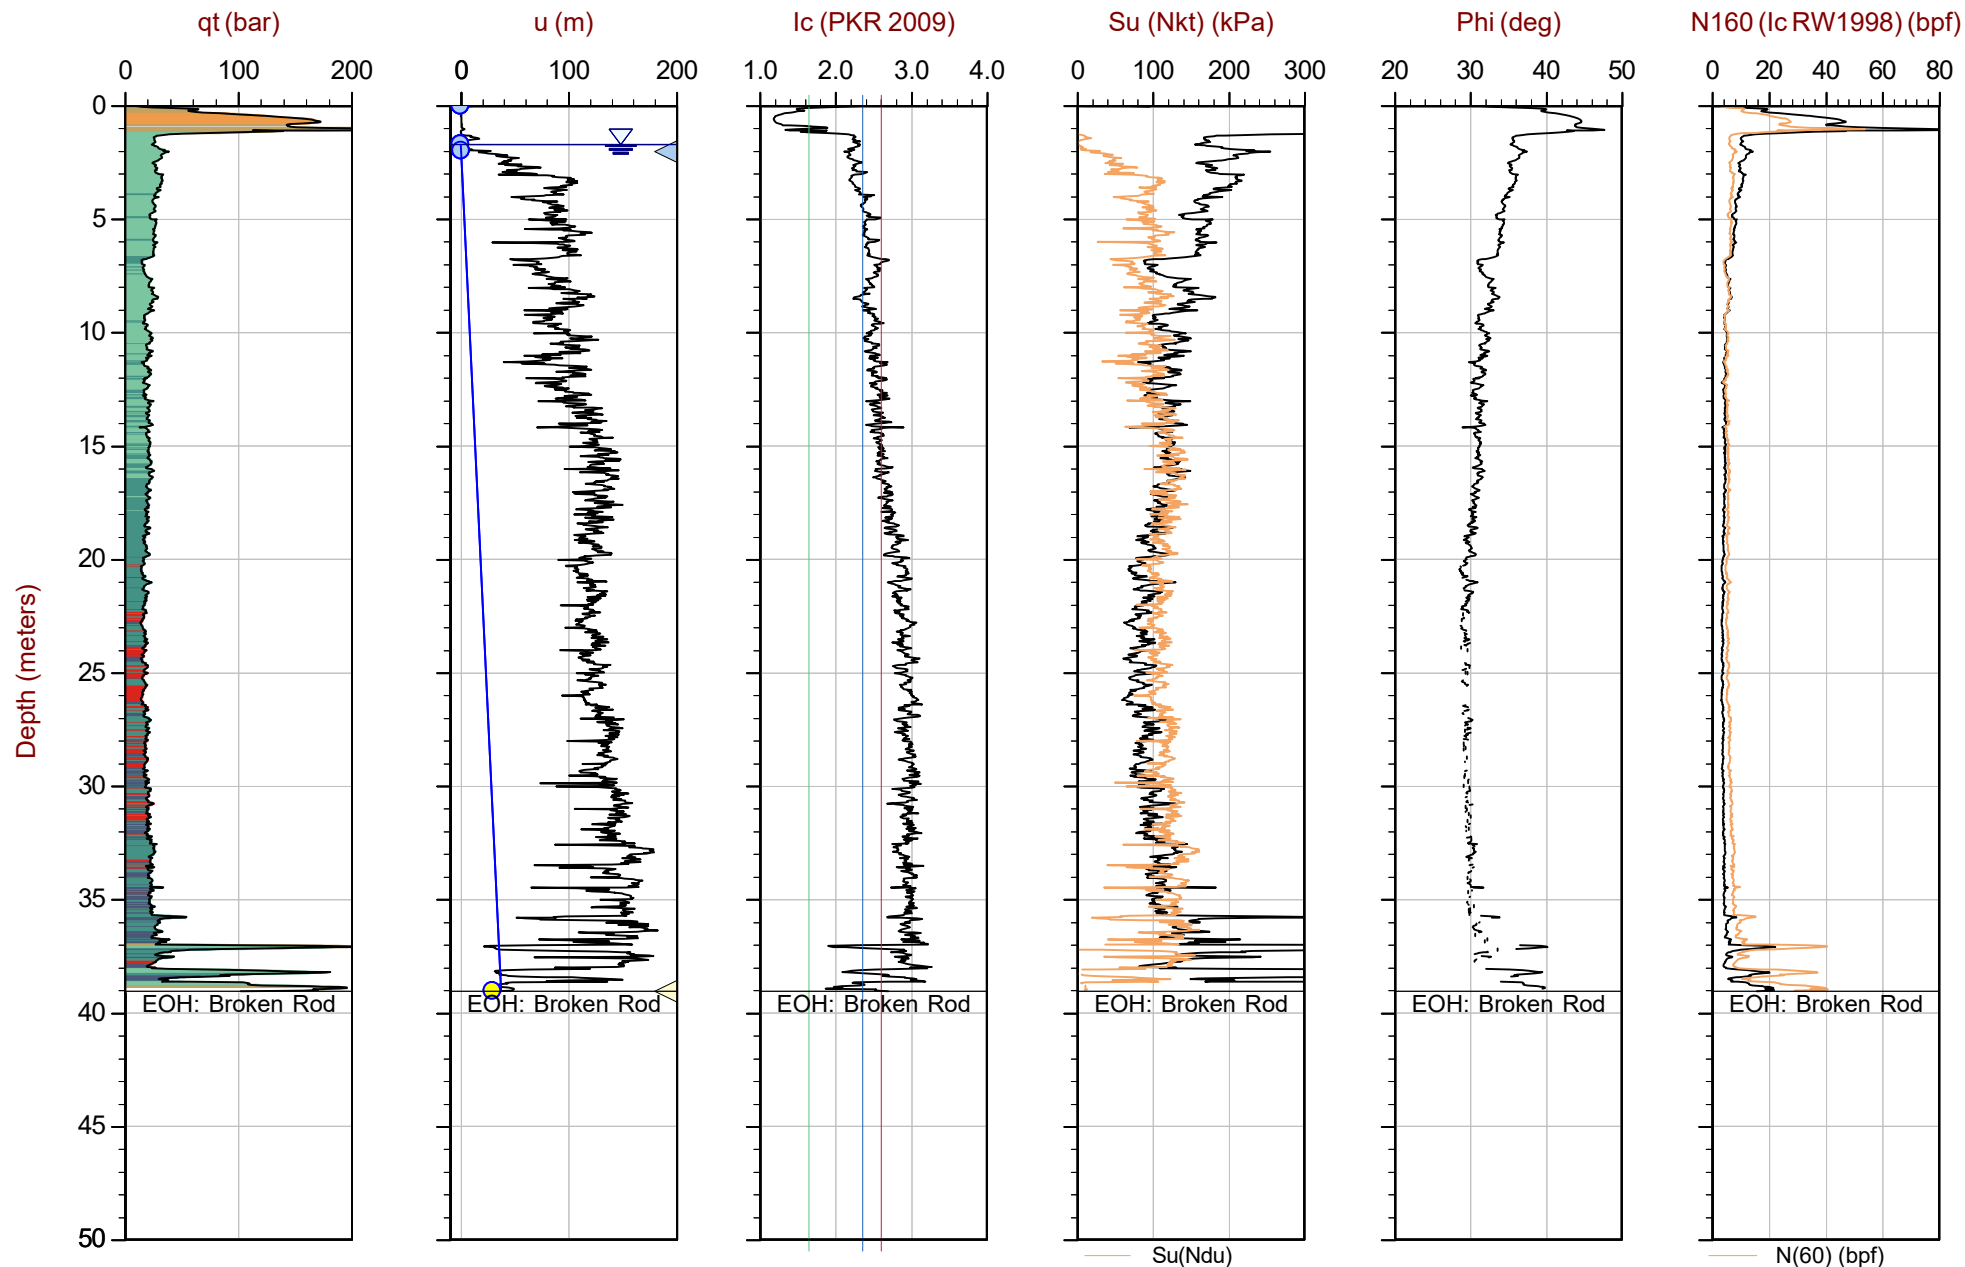 qt (bar) u (m) Ic (PKR 2009) Su (Nkt) (kPa) Phi (deg) N160 (Ic RW1998) (bpf)
0 100 200 0 100 200 1.0 2.0 3.0 4.0 0 100 200 300 20 30 40 50 0 20 40 60 80
0
5
10
15
20
25
30
35
40
45
50
Depth (meters)
EOH: Broken Rod EOH: Broken Rod EOH: Broken Rod EOH: Broken Rod EOH: Broken Rod EOH: Broken Rod
Su(Ndu) N(60) (bpf)